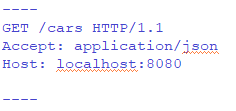 ----
GET /cars HTTP/1.1
Accept: application/json
Host: localhost:8080
----